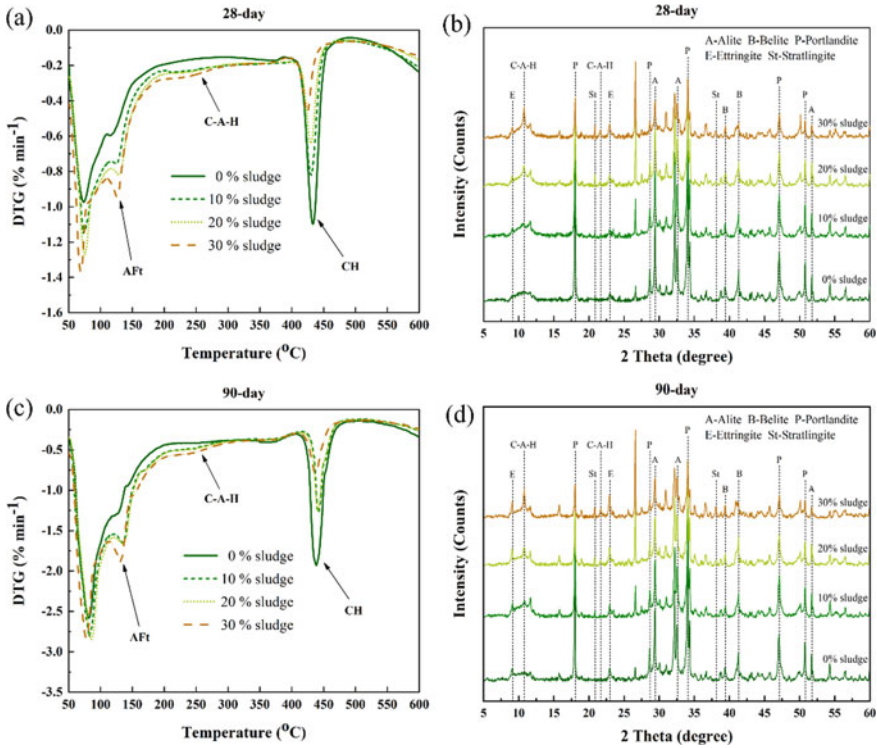 (a)
28-day
DTG (% min⁻¹)
0.0
-0.2
-0.4
-0.6
-0.8
-1.0
-1.2
-1.4
-1.6
C-A-H
0 % sludge
10 % sludge
20 % sludge
30 % sludge
AFt
CH
50 100 150 200 250 300 350 400 450 500 550 600
Temperature (°C)
(b)
28-day
Intensity (Counts)
A-Alite B-Belite P-Portlandite
E-Ettringite St-Stratlingite
E C-A-H P St C-A-H E P A A P St B B P P A
30% sludge
20% sludge
10% sludge
0% sludge
5 10 15 20 25 30 35 40 45 50 55 60
2 Theta (degree)
(c)
90-day
DTG (% min⁻¹)
0.0
-0.5
-1.0
-1.5
-2.0
-2.5
-3.0
-3.5
C-A-H
0 % sludge
10 % sludge
20 % sludge
30 % sludge
AFt
CH
50 100 150 200 250 300 350 400 450 500 550 600
Temperature (°C)
(d)
90-day
Intensity (Counts)
A-Alite B-Belite P-Portlandite
E-Ettringite St-Stratlingite
E C-A-H P St C-A-H E P A A P St B B P P A
30% sludge
20% sludge
10% sludge
0% sludge
5 10 15 20 25 30 35 40 45 50 55 60
2 Theta (degree)